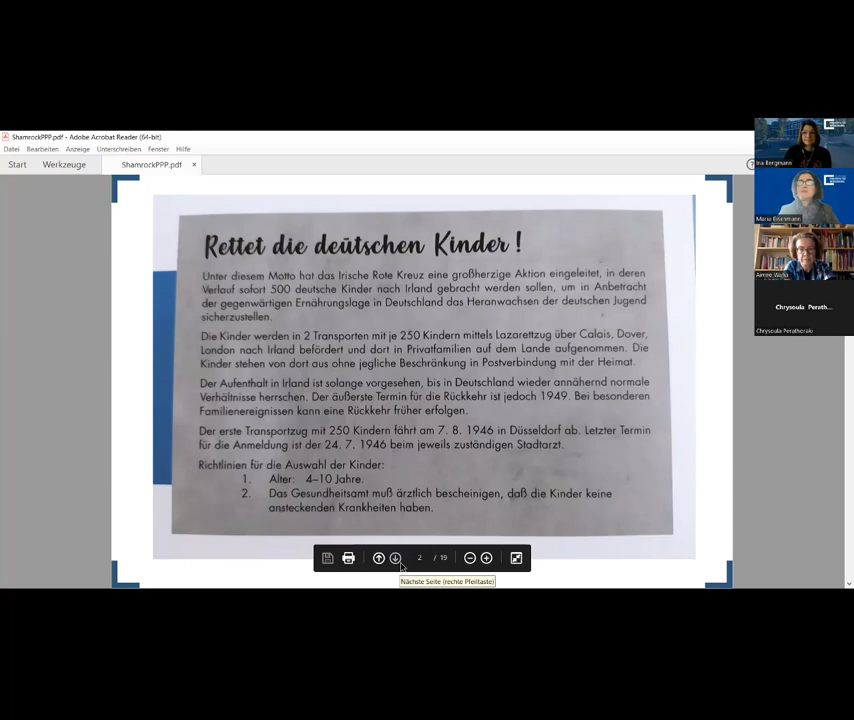 ShamrockPPP.pdf - Adobe Acrobat Reader (64-bit)
Datei Bearbeiten Anzeige Unterschreiben Fenster Hilfe
Start Werkzeuge ShamrockPPP.pdf ×
Rettet die deütschen Kinder!
Unter diesem Motto hat das Irische Rote Kreuz eine großherzige Aktion eingeleitet, in deren
Verlauf sofort 500 deutsche Kinder nach Irland gebracht werden sollen, um in Anbetracht
der gegenwärtigen Ernährungslage in Deutschland das Heranwachsen der deutschen Jugend
sicherzustellen.
Die Kinder werden in 2 Transporten mit je 250 Kindern mittels Lazarettzug über Calais, Dover,
London nach Irland befördert und dort in Privatfamilien auf dem Lande aufgenommen. Die
Kinder stehen von dort aus ohne jegliche Beschränkung in Postverbindung mit der Heimat.
Der Aufenthalt in Irland ist solange vorgesehen, bis in Deutschland wieder annähernd normale
Verhältnisse herrschen. Der äußerste Termin für die Rückkehr ist jedoch 1949. Bei besonderen
Familienereignissen kann eine Rückkehr früher erfolgen.
Der erste Transportzug mit 250 Kindern fährt am 7. 8. 1946 in Düsseldorf ab. Letzter Termin
für die Anmeldung ist der 24. 7. 1946 beim jeweils zuständigen Stadtarzt.
Richtlinien für die Auswahl der Kinder:
1. Alter: 4–10 Jahre.
2. Das Gesundheitsamt muß ärztlich bescheinigen, daß die Kinder keine
ansteckenden Krankheiten haben.
2 / 19
Nächste Seite (rechte Pfeiltaste)
Ina Bergmann
Maria Eisenmann
Aimée
Chrysoula Perath...
Chrysoula Perathoraki